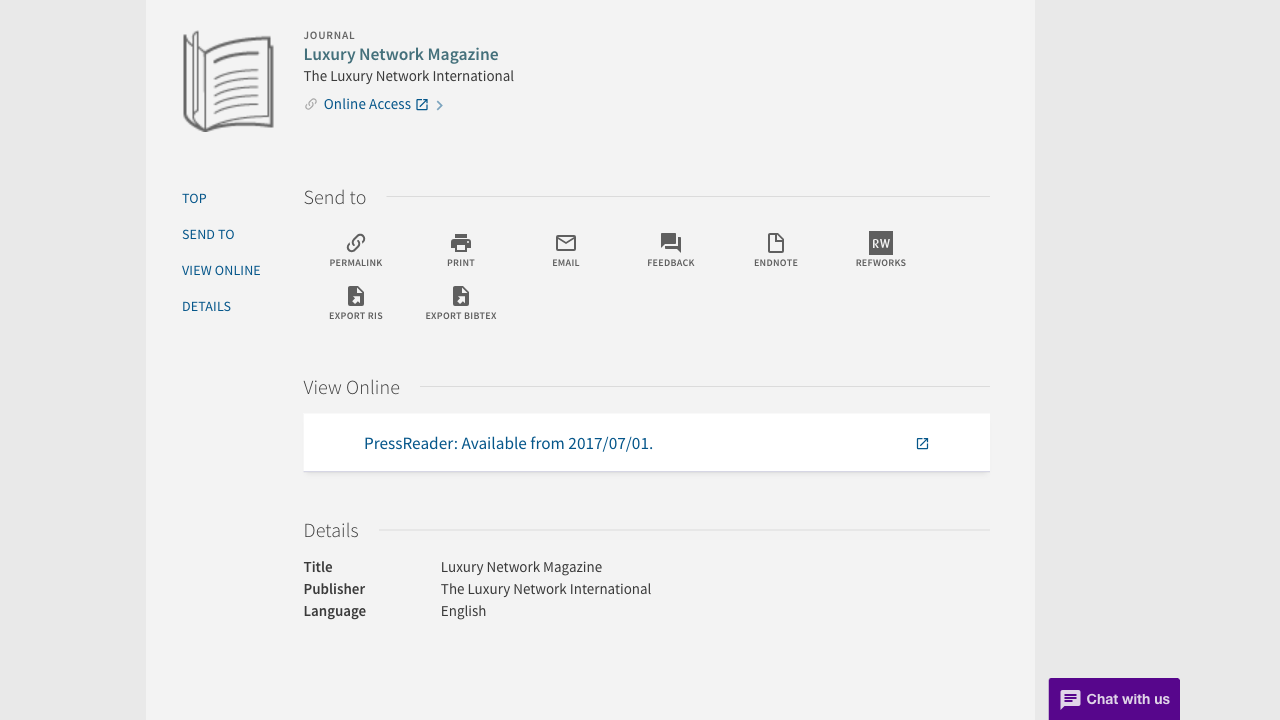 JOURNAL
Luxury Network Magazine
The Luxury Network International
Online Access
TOP
SEND TO
VIEW ONLINE
DETAILS
Send to
PERMALINK
PRINT
EMAIL
FEEDBACK
ENDNOTE
RW
REFWORKS
EXPORT RIS
EXPORT BIBTEX
View Online
PressReader: Available from 2017/07/01.
Details
Title Luxury Network Magazine
Publisher The Luxury Network International
Language English
Chat with us